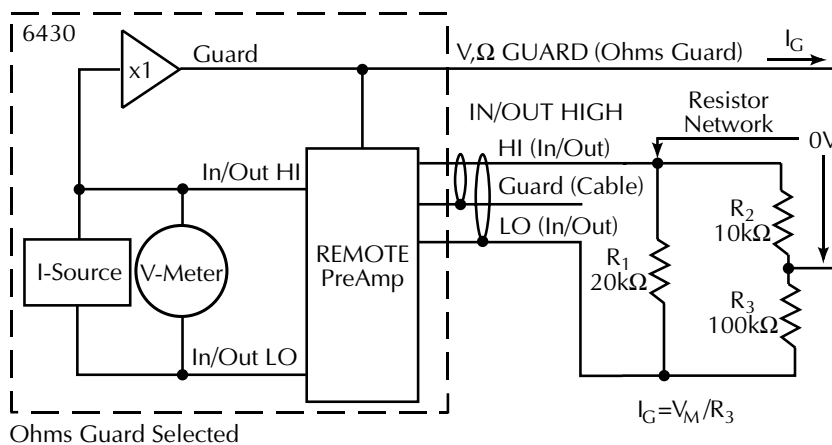 6430
x1
Guard
V,Ω GUARD (Ohms Guard)
I_G
IN/OUT HIGH
Resistor
Network
0V
HI (In/Out)
In/Out HI
Guard (Cable)
LO (In/Out)
R_2
10kΩ
I-Source
V-Meter
REMOTE
PreAmp
R_1
20kΩ
R_3
100kΩ
In/Out LO
I_G=V_M/R_3
Ohms Guard Selected